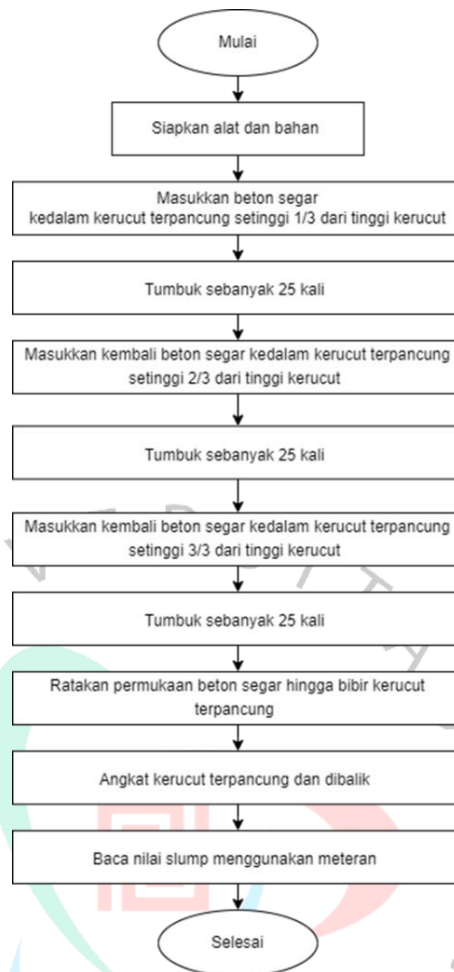 Mulai
Siapkan alat dan bahan
Masukkan beton segar
kedalam kerucut terpancung setinggi 1/3 dari tinggi kerucut
Tumbuk sebanyak 25 kali
Masukkan kembali beton segar kedalam kerucut terpancung
setinggi 2/3 dari tinggi kerucut
Tumbuk sebanyak 25 kali
Masukkan kembali beton segar kedalam kerucut terpancung
setinggi 3/3 dari tinggi kerucut
Tumbuk sebanyak 25 kali
Ratakan permukaan beton segar hingga bibir kerucut
terpancung
Angkat kerucut terpancung dan dibalik
Baca nilai slump menggunakan meteran
Selesai